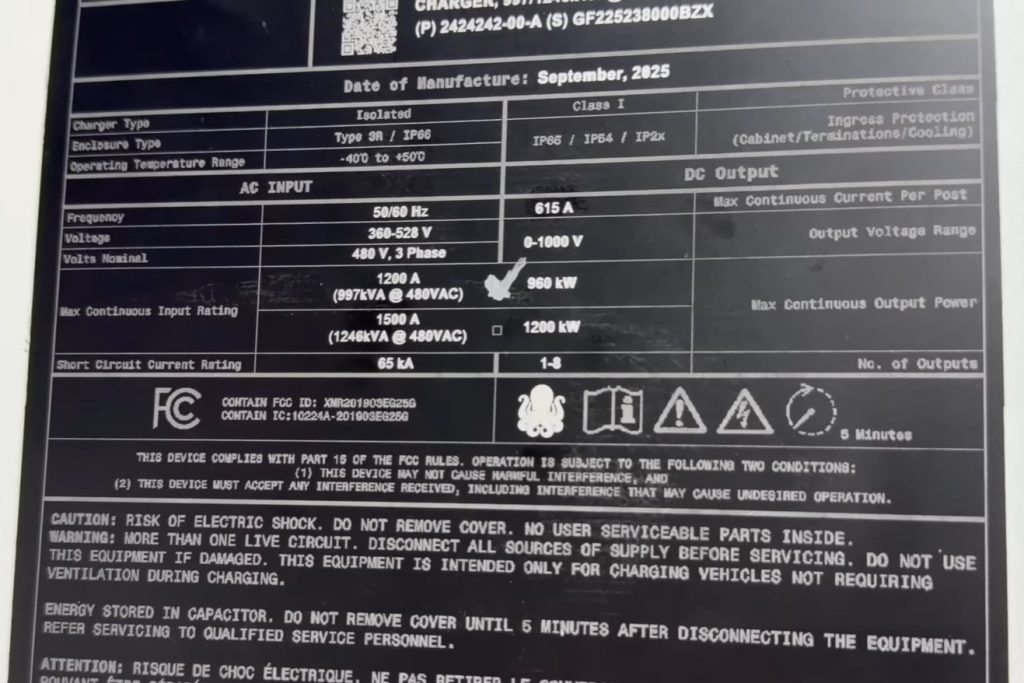 CHARGER,
(P) 2424242-00-A (S) GF225238000BZX
Date of Manufacture: September, 2025
Charger Type Isolated Class I Protective Class
Enclosure Type Type 3R / IP66 IP65 / IP54 / IP2x Ingress Protection
(Cabinet/Terminations/Cooling)
Operating Temperature Range -40℃ to +50℃
AC INPUT DC Output
Frequency 50/60 Hz 615 A Max Continuous Current Per Post
Voltage 360-528 V 0-1000 V Output Voltage Range
Volts Nominal 480 V, 3 Phase
Max Continuous Input Rating 1200 A
(997kVA @ 480VAC) 960 kW Max Continuous Output Power
1500 A
(1246kVA @ 480VAC) 1200 kW
Short Circuit Current Rating 65 kA 1-8 No. of Outputs
FC CONTAIN FCC ID: XMR201903EG25G
CONTAIN IC:10224A-201903EG25G
5 Minutes
THIS DEVICE COMPLIES WITH PART 15 OF THE FCC RULES. OPERATION IS SUBJECT TO THE FOLLOWING TWO CONDITIONS:
(1) THIS DEVICE MAY NOT CAUSE HARMFUL INTERFERENCE, AND
(2) THIS DEVICE MUST ACCEPT ANY INTERFERENCE RECEIVED, INCLUDING INTERFERENCE THAT MAY CAUSE UNDESIRED OPERATION.
CAUTION: RISK OF ELECTRIC SHOCK. DO NOT REMOVE COVER. NO USER SERVICEABLE PARTS INSIDE.
WARNING: MORE THAN ONE LIVE CIRCUIT. DISCONNECT ALL SOURCES OF SUPPLY BEFORE SERVICING. DO NOT USE
THIS EQUIPMENT IF DAMAGED. THIS EQUIPMENT IS INTENDED ONLY FOR CHARGING VEHICLES NOT REQUIRING
VENTILATION DURING CHARGING.
ENERGY STORED IN CAPACITOR. DO NOT REMOVE COVER UNTIL 5 MINUTES AFTER DISCONNECTING THE EQUIPMENT.
REFER SERVICING TO QUALIFIED SERVICE PERSONNEL.
ATTENTION: RISQUE DE CHOC ÉLECTRIQUE. NE PAS RETIRER LE